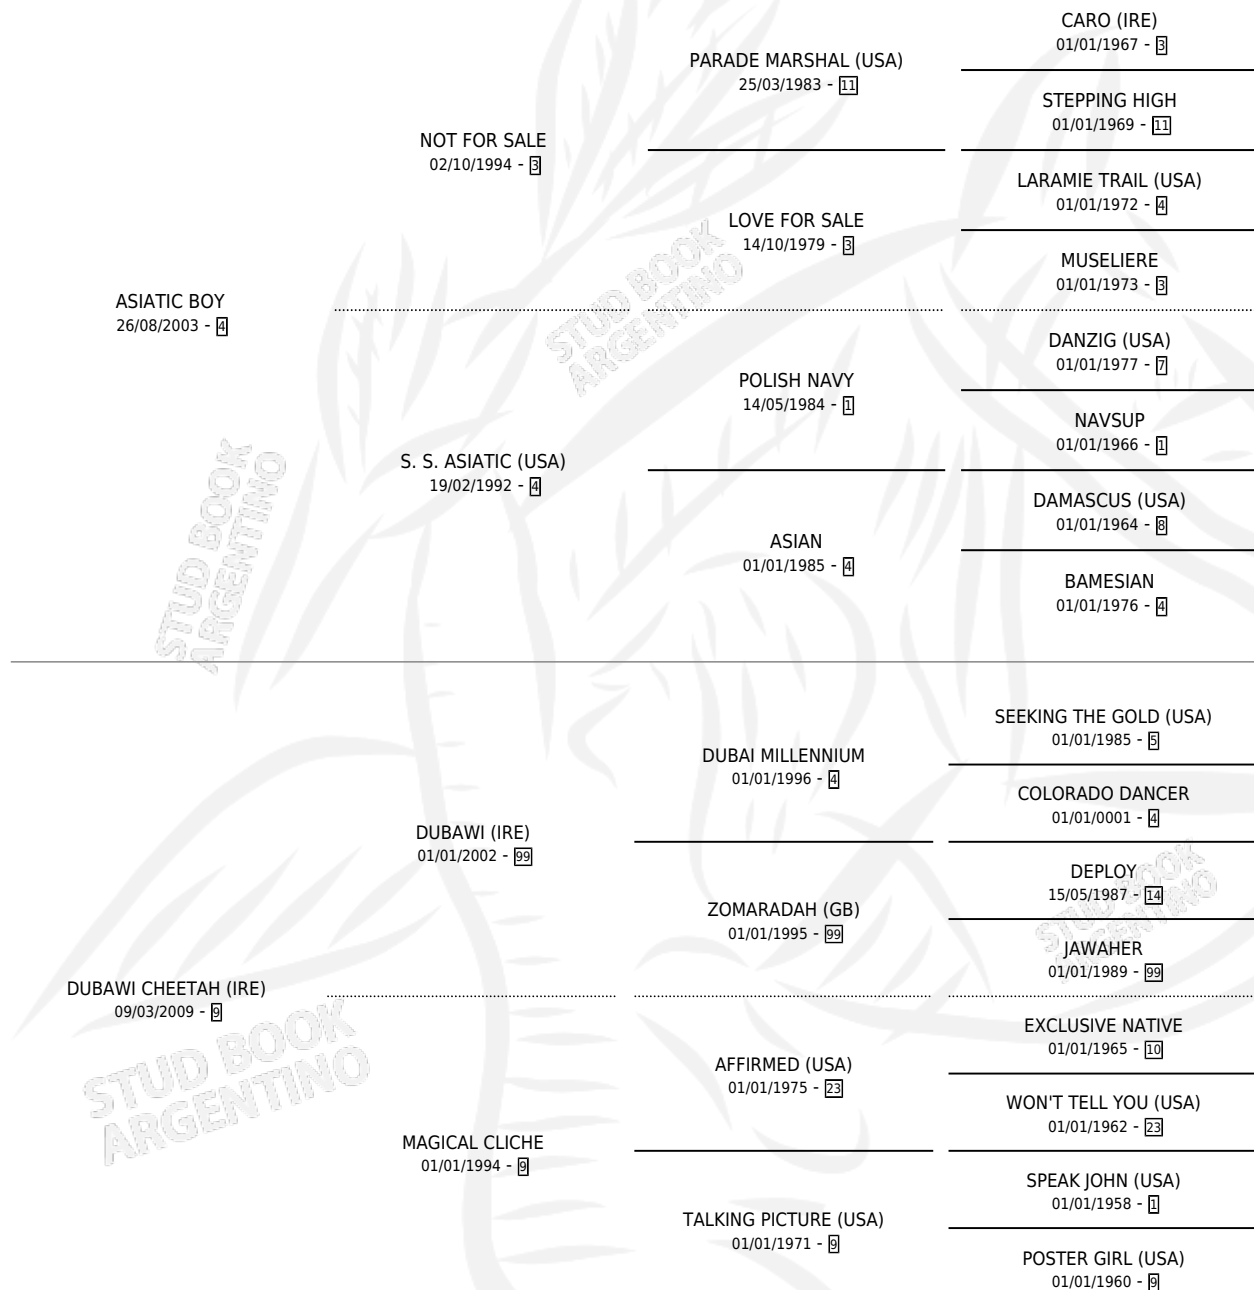 CARO (IRE)
01/01/1967 - 3
PARADE MARSHAL (USA)
25/03/1983 - 11
STEPPING HIGH
01/01/1969 - 11
NOT FOR SALE
02/10/1994 - 3
LARAMIE TRAIL (USA)
01/01/1972 - 4
LOVE FOR SALE
14/10/1979 - 3
MUSELIERE
01/01/1973 - 3
ASIATIC BOY
26/08/2003 - 4
DANZIG (USA)
01/01/1977 - 7
POLISH NAVY
14/05/1984 - 1
NAVSUP
01/01/1966 - 1
S. S. ASIATIC (USA)
19/02/1992 - 4
DAMASCUS (USA)
01/01/1964 - 8
ASIAN
01/01/1985 - 4
BAMESIAN
01/01/1976 - 4
SEEKING THE GOLD (USA)
01/01/1985 - 5
DUBAI MILLENNIUM
01/01/1996 - 4
COLORADO DANCER
01/01/0001 - 4
DUBAWI (IRE)
01/01/2002 - 99
DEPLOY
15/05/1987 - 14
ZOMARADAH (GB)
01/01/1995 - 99
JAWAHER
01/01/1989 - 99
DUBAWI CHEETAH (IRE)
09/03/2009 - 9
EXCLUSIVE NATIVE
01/01/1965 - 10
AFFIRMED (USA)
01/01/1975 - 23
WON'T TELL YOU (USA)
01/01/1962 - 23
MAGICAL CLICHE
01/01/1994 - 9
SPEAK JOHN (USA)
01/01/1958 - 1
TALKING PICTURE (USA)
01/01/1971 - 9
POSTER GIRL (USA)
01/01/1960 - 9
STUD BOOK
ARGENTINO
STUD BOOK
ARGENTINO
STUD BOOK
ARGENTINO
STUD BOOK
ARGENTINO